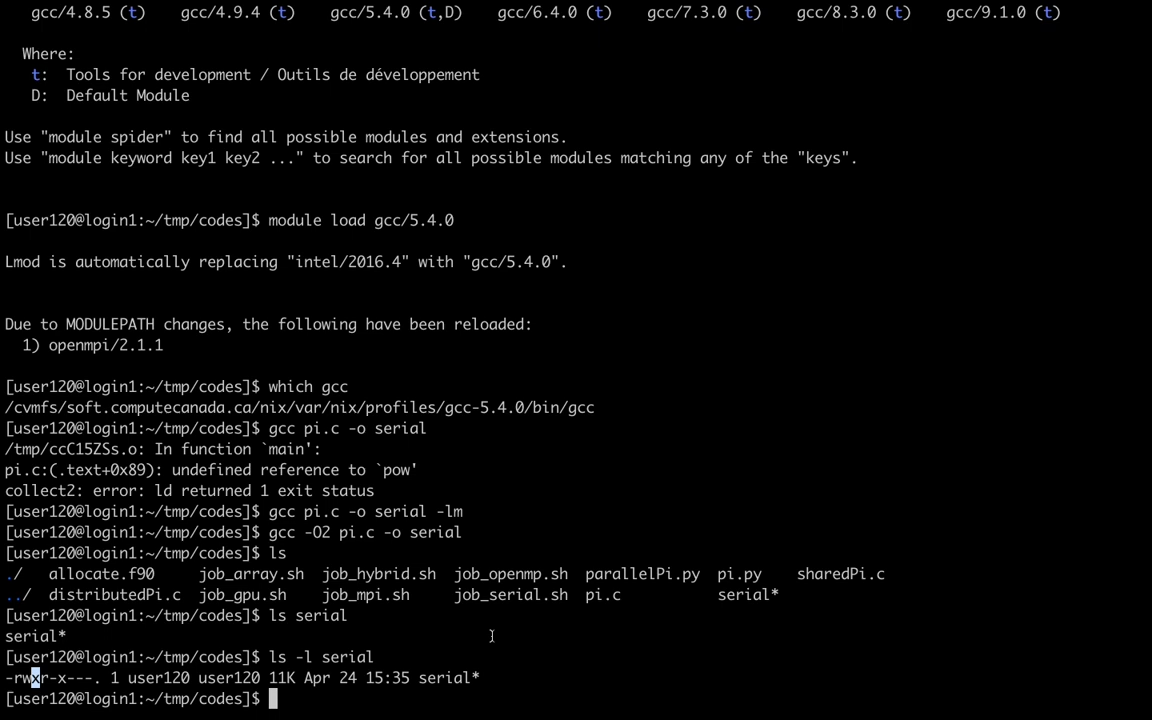 gcc/4.8.5 (t)    gcc/4.9.4 (t)    gcc/5.4.0 (t,D)    gcc/6.4.0 (t)    gcc/7.3.0 (t)    gcc/8.3.0 (t)    gcc/9.1.0 (t)
Where:
t:  Tools for development / Outils de développement
D:  Default Module
Use "module spider" to find all possible modules and extensions.
Use "module keyword key1 key2 ..." to search for all possible modules matching any of the "keys".
[user120@login1:~/tmp/codes]$ module load gcc/5.4.0
Lmod is automatically replacing "intel/2016.4" with "gcc/5.4.0".
Due to MODULEPATH changes, the following have been reloaded:
1) openmpi/2.1.1
[user120@login1:~/tmp/codes]$ which gcc
/cvmfs/soft.computecanada.ca/nix/var/nix/profiles/gcc-5.4.0/bin/gcc
[user120@login1:~/tmp/codes]$ gcc pi.c -o serial
/tmp/ccC15ZSs.o: In function `main':
pi.c:(.text+0x89): undefined reference to `pow'
collect2: error: ld returned 1 exit status
[user120@login1:~/tmp/codes]$ gcc pi.c -o serial -lm
[user120@login1:~/tmp/codes]$ gcc -O2 pi.c -o serial
[user120@login1:~/tmp/codes]$ ls
./   allocate.f90     job_array.sh  job_hybrid.sh  job_openmp.sh  parallelPi.py  pi.py    sharedPi.c
../  distributedPi.c  job_gpu.sh    job_mpi.sh     job_serial.sh  pi.c           serial*
[user120@login1:~/tmp/codes]$ ls serial
serial*
[user120@login1:~/tmp/codes]$ ls -l serial
-rwxr-x---. 1 user120 user120 11K Apr 24 15:35 serial*
[user120@login1:~/tmp/codes]$